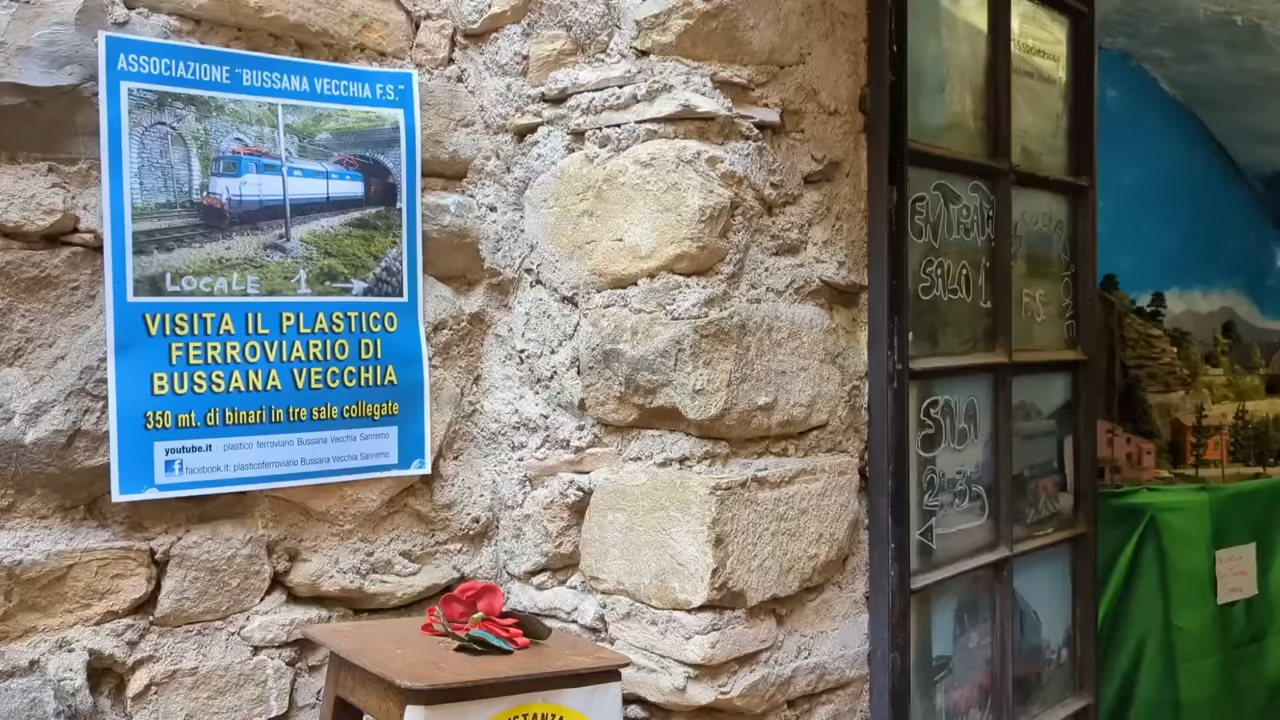 ASSOCIAZIONE "BUSSANA VECCHIA F.S."
LOCALE 1
VISITA IL PLASTICO
FERROVIARIO DI
BUSSANA VECCHIA
350 mt. di binari in tre sale collegate
youtube.it - plastico ferroviario Bussana Vecchia Sanremo
facebook.it: plasticoferroviario Bussana Vecchia Sanremo
ENTRATA
SALA 1
ASSOCIAZIONE
F.S.
SALA
2-3